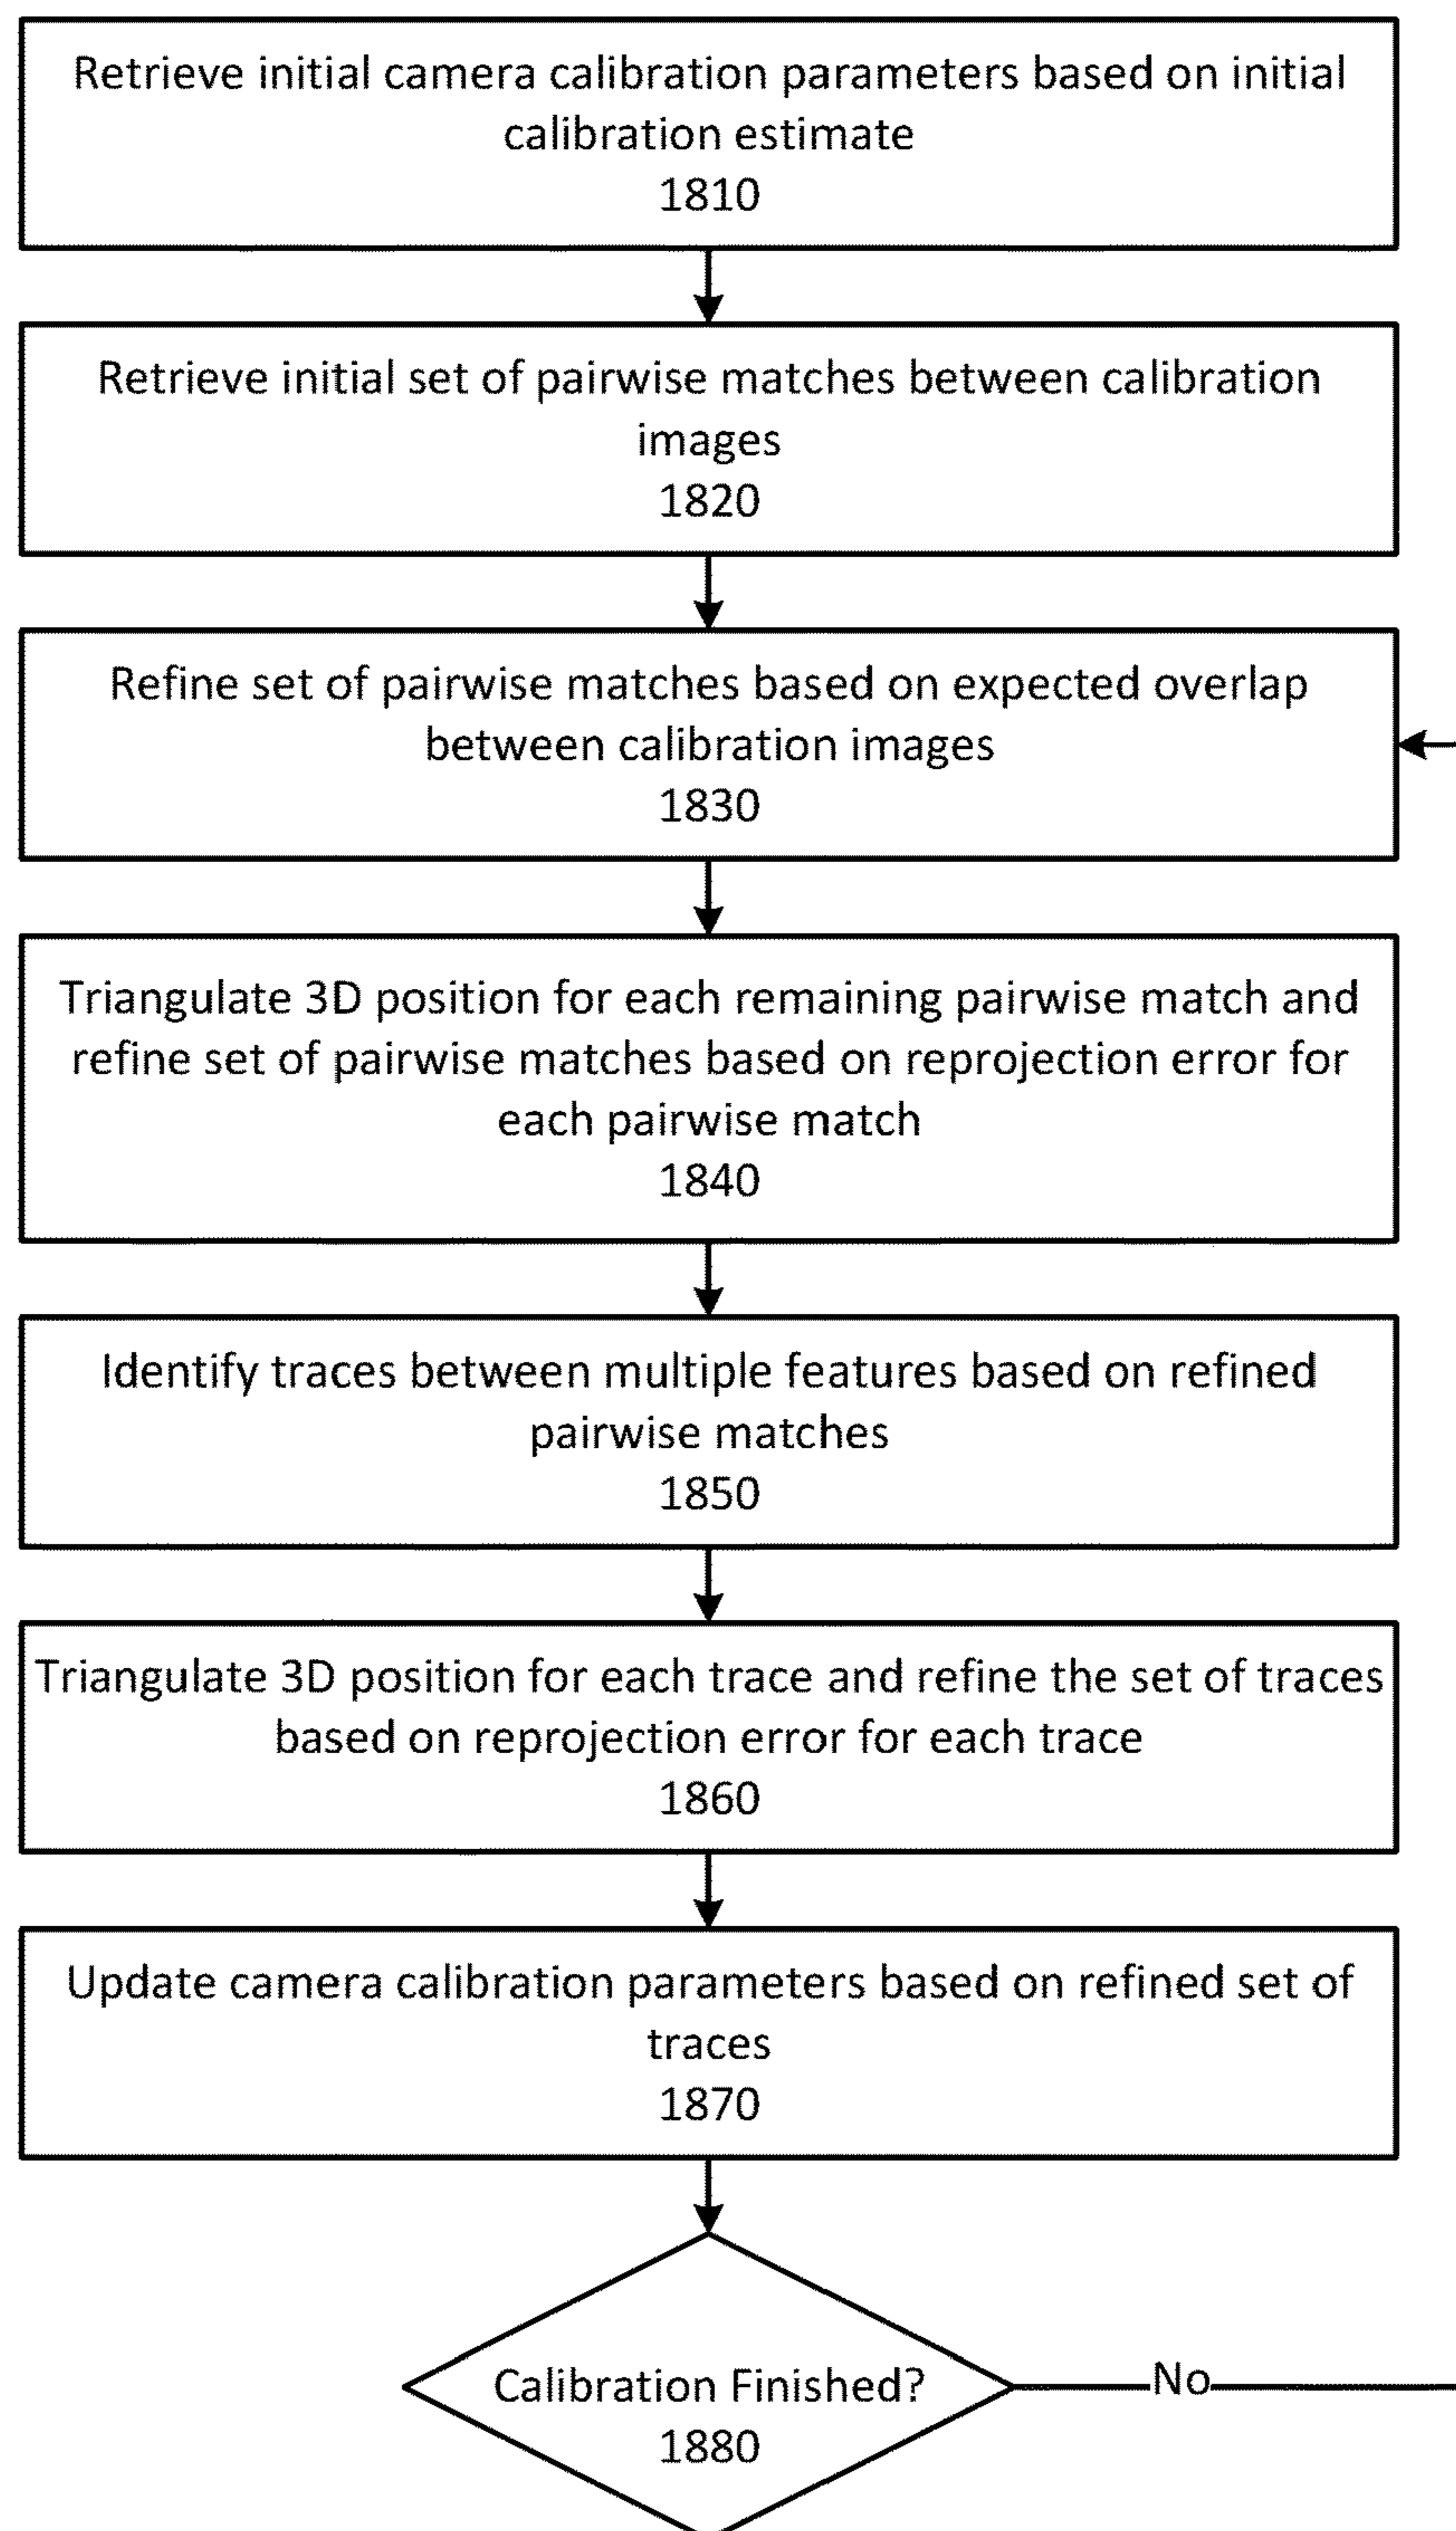 Retrieve initial camera calibration parameters based on initial
calibration estimate
1810
Retrieve initial set of pairwise matches between calibration
images
1820
Refine set of pairwise matches based on expected overlap
between calibration images
1830
Triangulate 3D position for each remaining pairwise match and
refine set of pairwise matches based on reprojection error for
each pairwise match
1840
Identify traces between multiple features based on refined
pairwise matches
1850
Triangulate 3D position for each trace and refine the set of traces
based on reprojection error for each trace
1860
Update camera calibration parameters based on refined set of
traces
1870
Calibration Finished?
1880
No